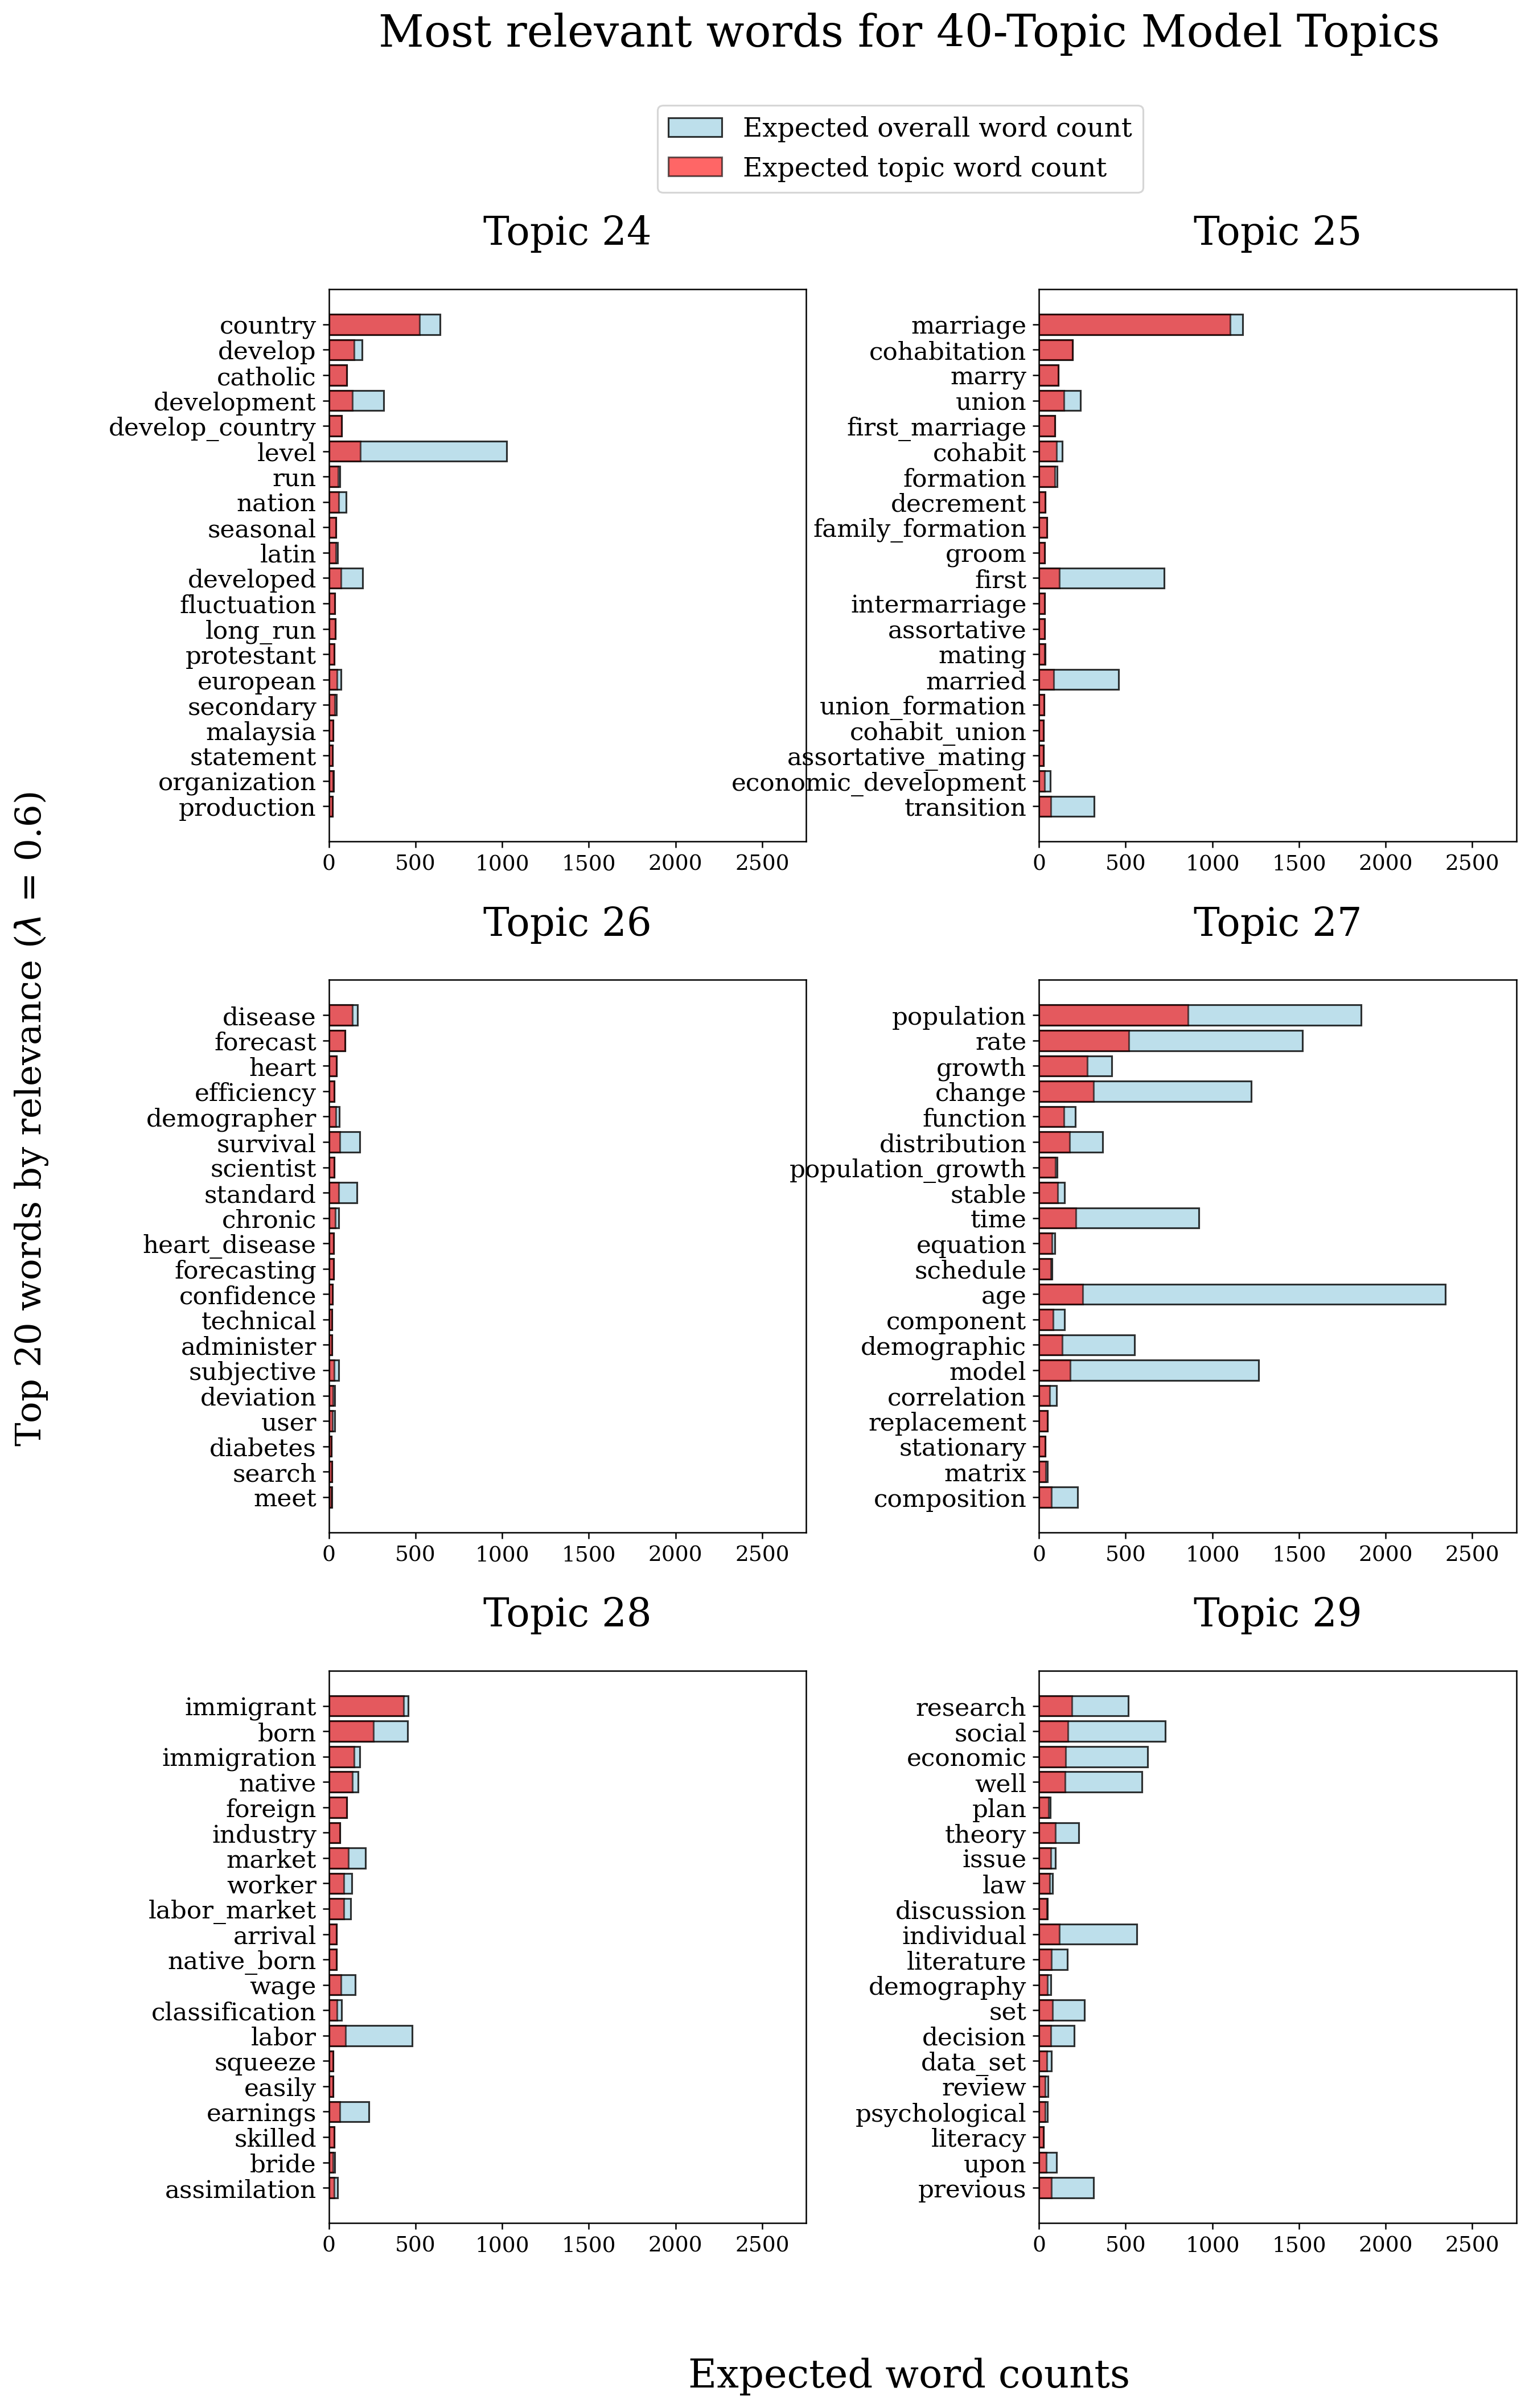 Most relevant words for 40-Topic Model Topics
Expected overall word count
Expected topic word count
Top 20 words by relevance (λ = 0.6)
Topic 24
country
develop
catholic
development
develop_country
level
run
nation
seasonal
latin
developed
fluctuation
long_run
protestant
european
secondary
malaysia
statement
organization
production
0 500 1000 1500 2000 2500
Topic 25
marriage
cohabitation
marry
union
first_marriage
cohabit
formation
decrement
family_formation
groom
first
intermarriage
assortative
mating
married
union_formation
cohabit_union
assortative_mating
economic_development
transition
0 500 1000 1500 2000 2500
Topic 26
disease
forecast
heart
efficiency
demographer
survival
scientist
standard
chronic
heart_disease
forecasting
confidence
technical
administer
subjective
deviation
user
diabetes
search
meet
0 500 1000 1500 2000 2500
Topic 27
population
rate
growth
change
function
distribution
population_growth
stable
time
equation
schedule
age
component
demographic
model
correlation
replacement
stationary
matrix
composition
0 500 1000 1500 2000 2500
Topic 28
immigrant
born
immigration
native
foreign
industry
market
worker
labor_market
arrival
native_born
wage
classification
labor
squeeze
easily
earnings
skilled
bride
assimilation
0 500 1000 1500 2000 2500
Topic 29
research
social
economic
well
plan
theory
issue
law
discussion
individual
literature
demography
set
decision
data_set
review
psychological
literacy
upon
previous
0 500 1000 1500 2000 2500
Expected word counts